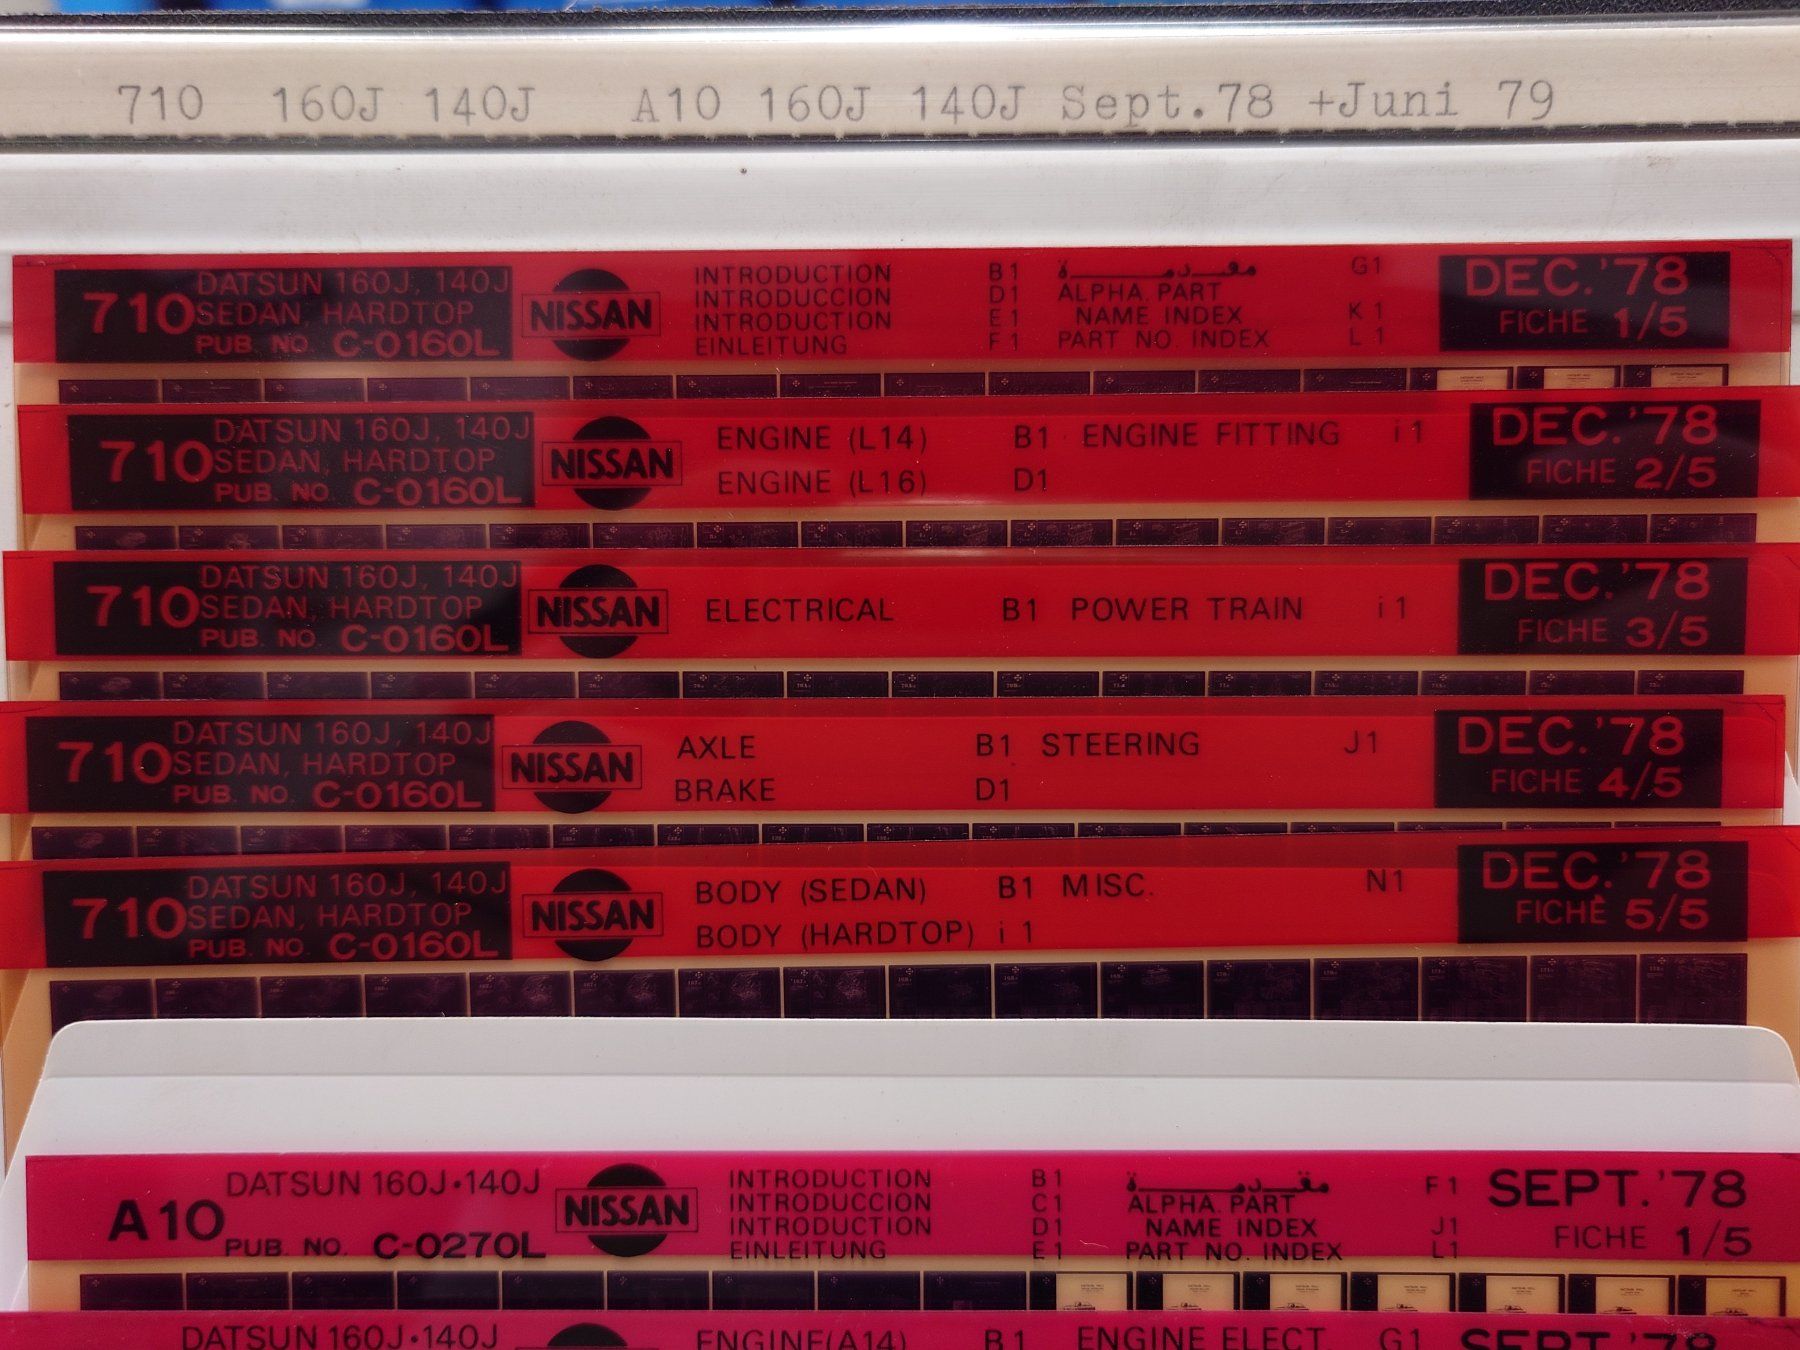 710 160J 140J A10 160J 140J Sept.78 +Juni 79
710 DATSUN 160J, 140J
SEDAN, HARDTOP
PUB. NO. C-0160L
NISSAN
INTRODUCTION B1
INTRODUCCION D1
INTRODUCTION E1
EINLEITUNG F1
مقدمة G1
ALPHA. PART
NAME INDEX K1
PART NO. INDEX L1
DEC. '78
FICHE 1/5
710 DATSUN 160J, 140J
SEDAN, HARDTOP
PUB. NO. C-0160L
NISSAN
ENGINE (L14) B1 ENGINE FITTING i1
ENGINE (L16) D1
DEC. '78
FICHE 2/5
710 DATSUN 160J, 140J
SEDAN, HARDTOP
PUB. NO. C-0160L
NISSAN
ELECTRICAL B1 POWER TRAIN i1
DEC. '78
FICHE 3/5
710 DATSUN 160J, 140J
SEDAN, HARDTOP
PUB. NO. C-0160L
NISSAN
AXLE B1 STEERING J1
BRAKE D1
DEC. '78
FICHE 4/5
710 DATSUN 160J, 140J
SEDAN, HARDTOP
PUB. NO. C-0160L
NISSAN
BODY (SEDAN) B1 MISC. N1
BODY (HARDTOP) i1
DEC. '78
FICHE 5/5
A10 DATSUN 160J·140J
PUB. NO. C-0270L
NISSAN
INTRODUCTION B1
INTRODUCCION C1
INTRODUCTION D1
EINLEITUNG E1
مقدمة F1
ALPHA. PART
NAME INDEX J1
PART NO. INDEX L1
SEPT. '78
FICHE 1/5
DATSUN 160J·140J
ENGINE(A14) B1 ENGINE ELECT G1
SEPT. '78